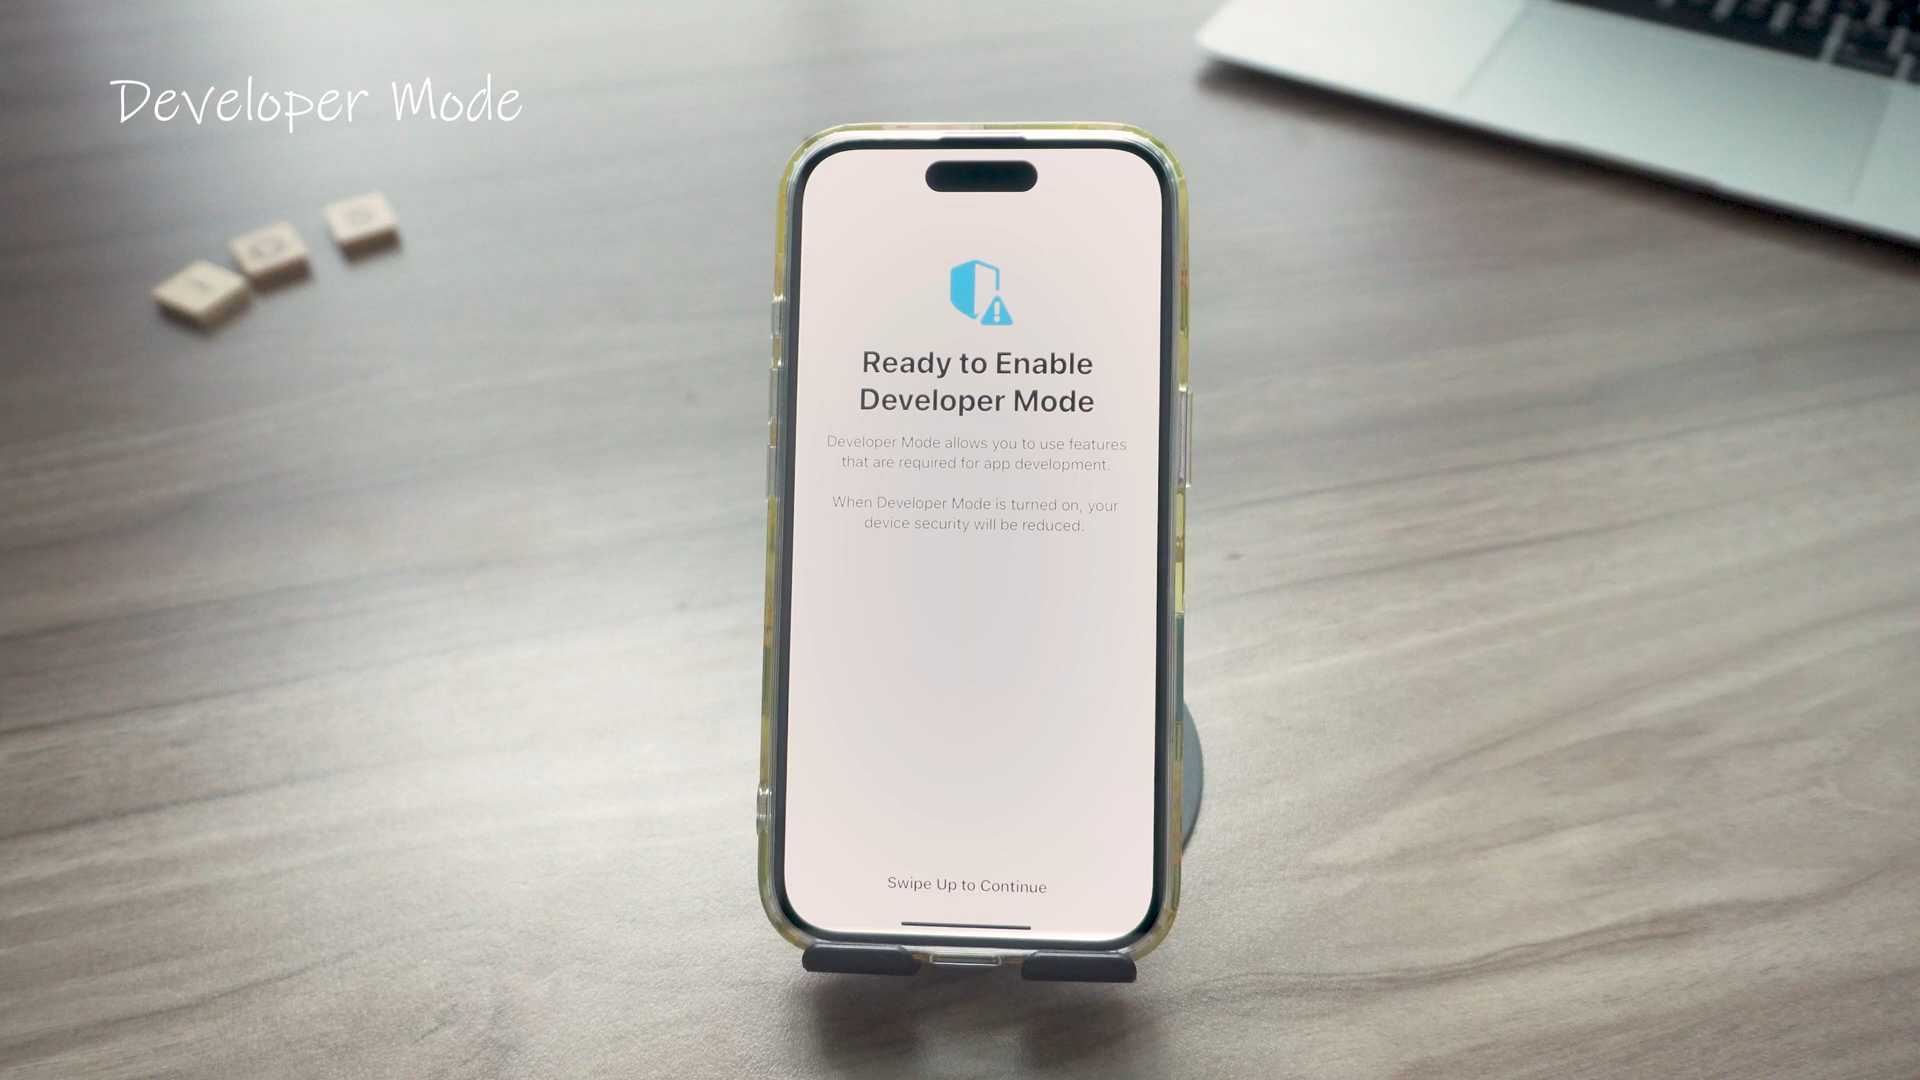 Developer Mode
Ready to Enable
Developer Mode
Developer Mode allows you to use features
that are required for app development.
When Developer Mode is turned on, your
device security will be reduced.
Swipe Up to Continue